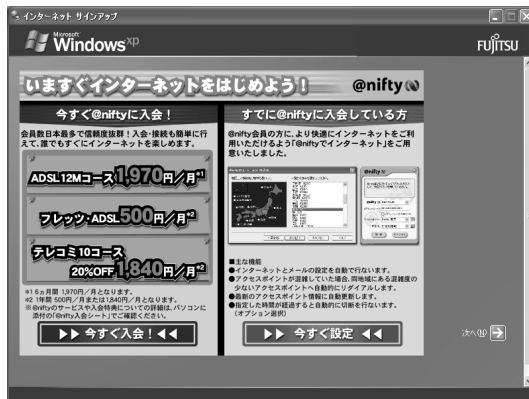 インターネット サインアップ
Microsoft
Windows xp
FUJITSU
いますぐインターネットをはじめよう！
@nifty
今すぐ@niftyに入会！
すでに@niftyに入会している方
会員数日本最多で信頼度抜群！入会・接続も簡単に行
えて、誰でもすぐにインターネットを楽しめます。
@nifty会員の方に、より快適にインターネットをご利
用いただけるよう「@niftyでインターネット」をご用
意いたしました。
ADSL12Mコース1,970円/月*1
フレッツ・ADSL500円/月*2
テレコミ10コース
20%OFF1,840円/月*2
@nifty
■主な機能
●インターネットとメールの設定を自動で行ないます。
●アクセスポイントが混雑していた場合、同地域にある混雑度の
少ないアクセスポイントへ自動的にリダイアルします。
●最新のアクセスポイント情報に自動更新します。
●指定した時間が経過すると自動的に切断を行ないます。
（オプション選択）
*1 6ヵ月間 1,970円/月となります。
*2 1年間 500円/月または1,840円/月となります。
※@niftyのサービスや入会特典についての詳細は、パソコンに
添付の「@nifty入会シート」でご確認ください。
▶▶ 今すぐ入会！ ◀◀
▶▶ 今すぐ設定 ◀◀
次へ(N)